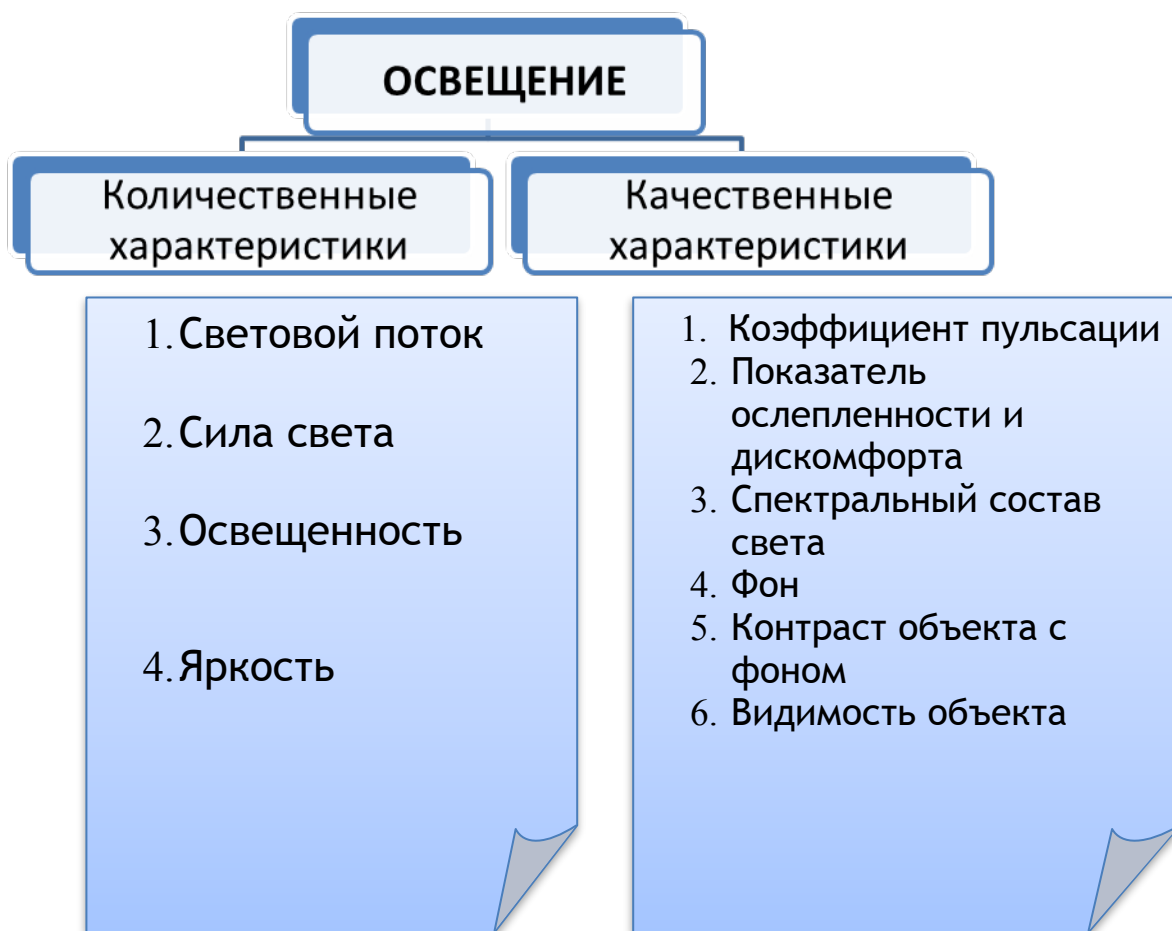 ОСВЕЩЕНИЕ
Количественные
характеристики
Качественные
характеристики
1. Световой поток
2. Сила света
3. Освещенность
4. Яркость
1. Коэффициент пульсации
2. Показатель
ослепленности и
дискомфорта
3. Спектральный состав
света
4. Фон
5. Контраст объекта с
фоном
6. Видимость объекта